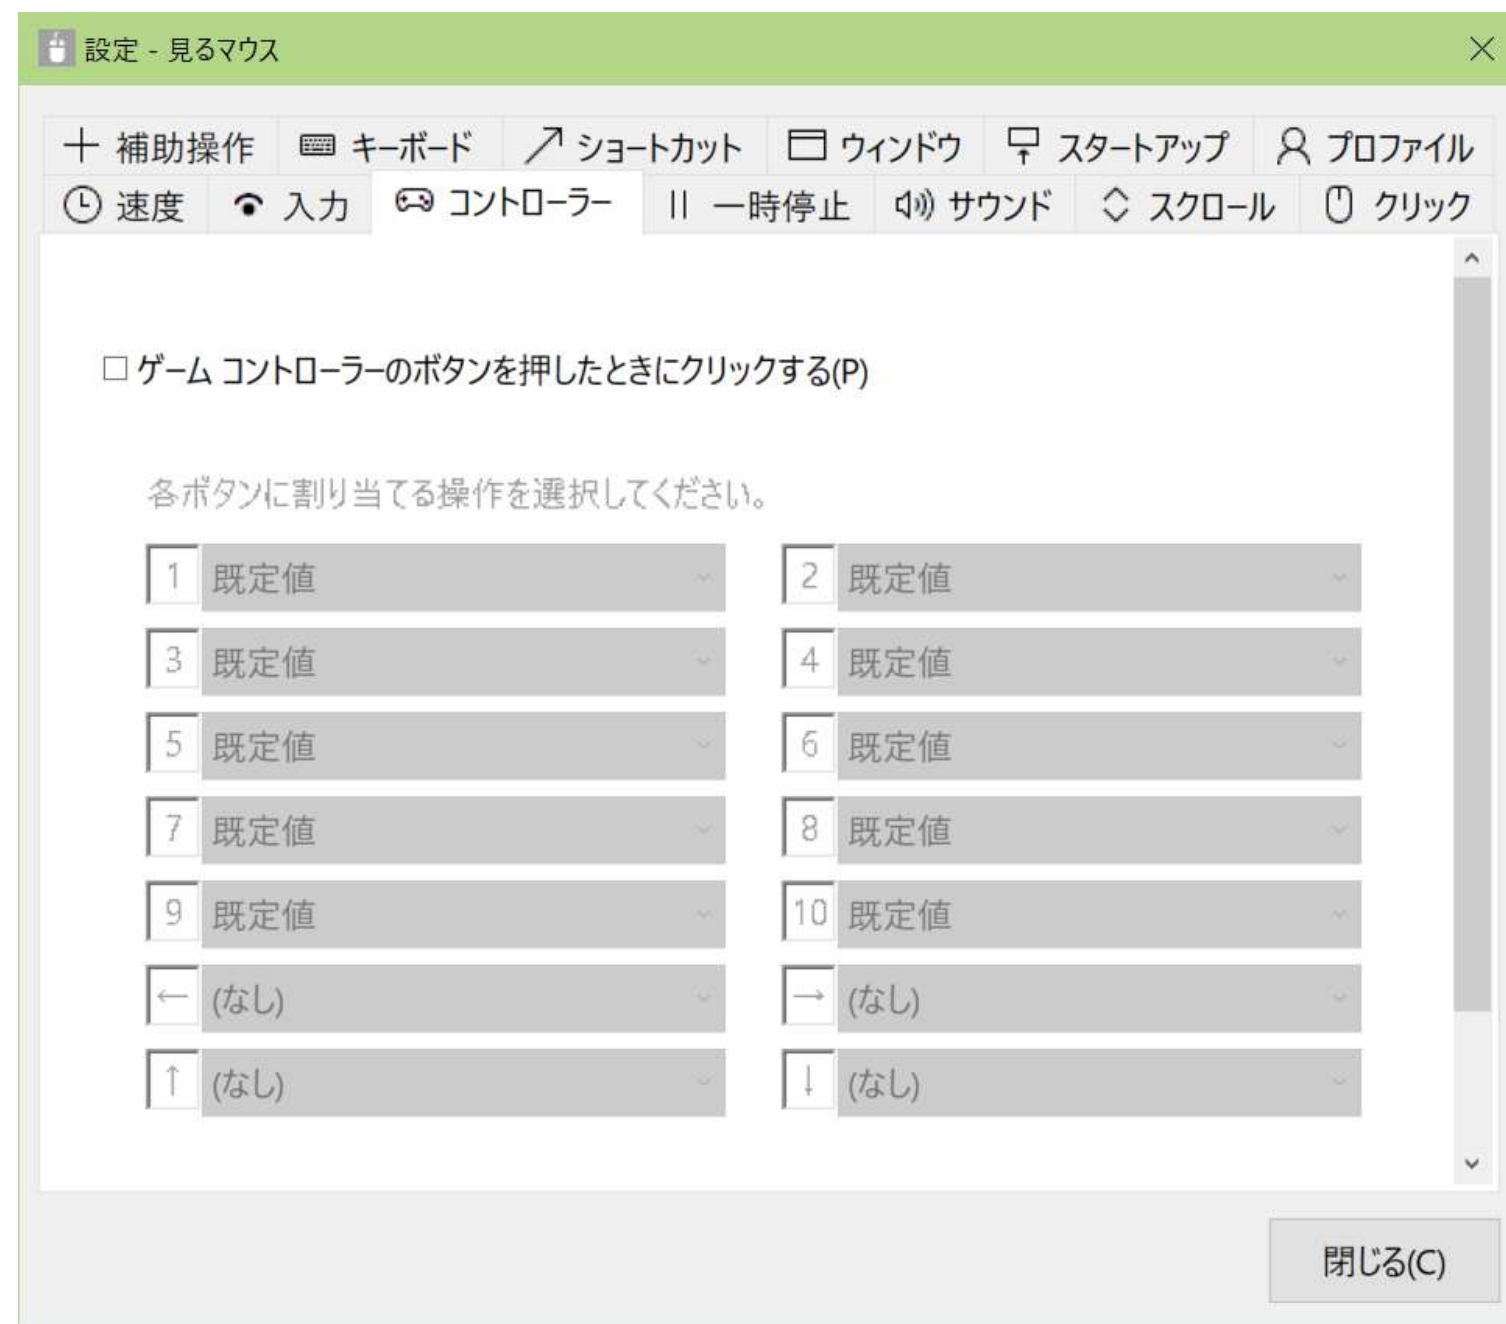 設定 - 見るマウス
補助操作 キーボード ショートカット ウィンドウ スタートアップ プロファイル
速度 入力 コントローラー 一時停止 サウンド スクロール クリック
ゲーム コントローラーのボタンを押したときにクリックする(P)
各ボタンに割り当てる操作を選択してください。
1 既定値 2 既定値
3 既定値 4 既定値
5 既定値 6 既定値
7 既定値 8 既定値
9 既定値 10 既定値
← (なし) → (なし)
↑ (なし) ↓ (なし)
閉じる(C)